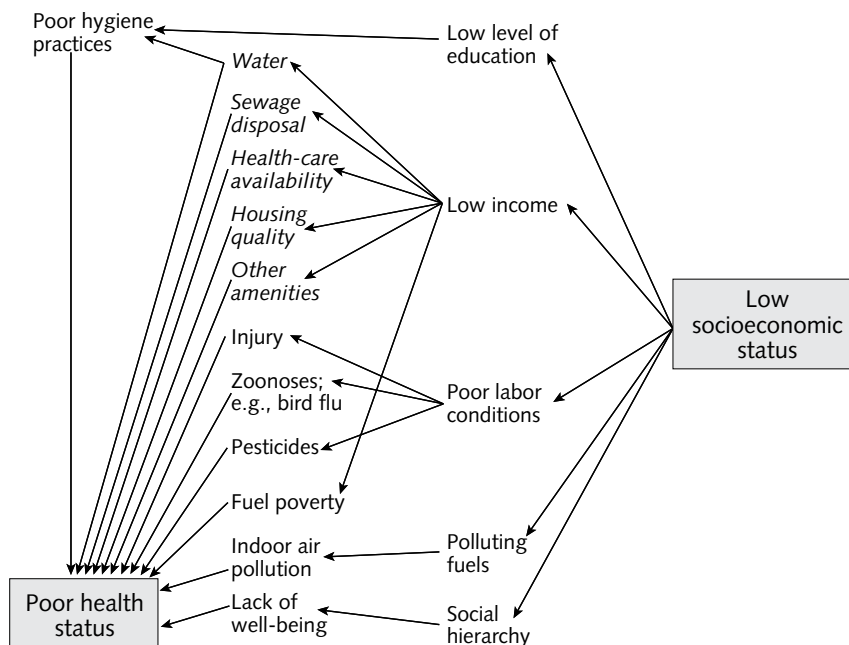 Poor hygiene
practices
Low level of
education
Water
Sewage
disposal
Health-care
availability
Low income
Housing
quality
Other
amenities
Low
socioeconomic
status
Injury
Zoonoses;
e.g., bird flu
Poor labor
conditions
Pesticides
Fuel poverty
Indoor air
pollution
Polluting
fuels
Poor health
status
Lack of
well-being
Social
hierarchy